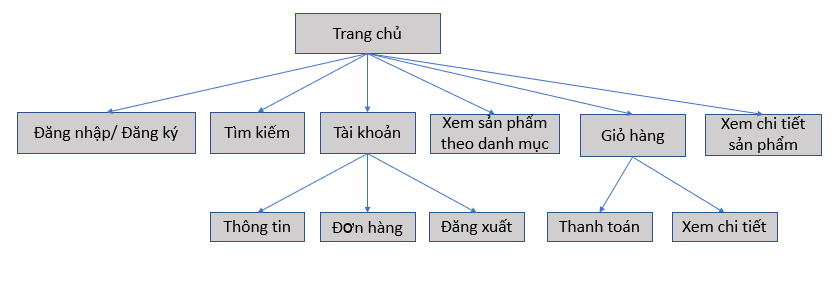 Trang chủ
Đăng nhập/ Đăng ký
Tìm kiếm
Tài khoản
Xem sản phẩm
theo danh mục
Giỏ hàng
Xem chi tiết
sản phẩm
Thông tin
Đơn hàng
Đăng xuất
Thanh toán
Xem chi tiết